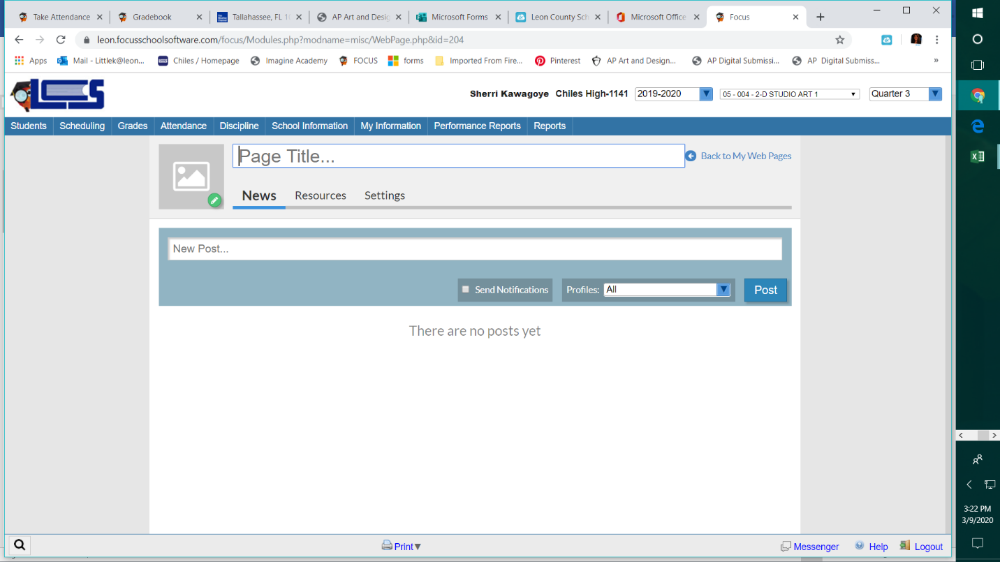 Take Attendance
Gradebook
Tallahassee, FL 10
AP Art and Desig
Microsoft Forms
Leon County Sch
Microsoft Office
Focus
leon.focusschoolsoftware.com/focus/Modules.php?modname=misc/WebPage.php&id=204
Apps
Mail - Littlek@leon...
Chiles / Homepage
Imagine Academy
FOCUS
forms
Imported From Fire...
Pinterest
AP Art and Design...
AP Digital Submissi...
AP Digital Submiss...
»
LCS
Sherri Kawagoye Chiles High-1141
2019-2020
05 - 004 - 2-D STUDIO ART 1
Quarter 3
Students
Scheduling
Grades
Attendance
Discipline
School Information
My Information
Performance Reports
Reports
Page Title...
Back to My Web Pages
News
Resources
Settings
New Post...
Send Notifications
Profiles:
All
Post
There are no posts yet
Print
Messenger
Help
Logout
3:22 PM
3/9/2020